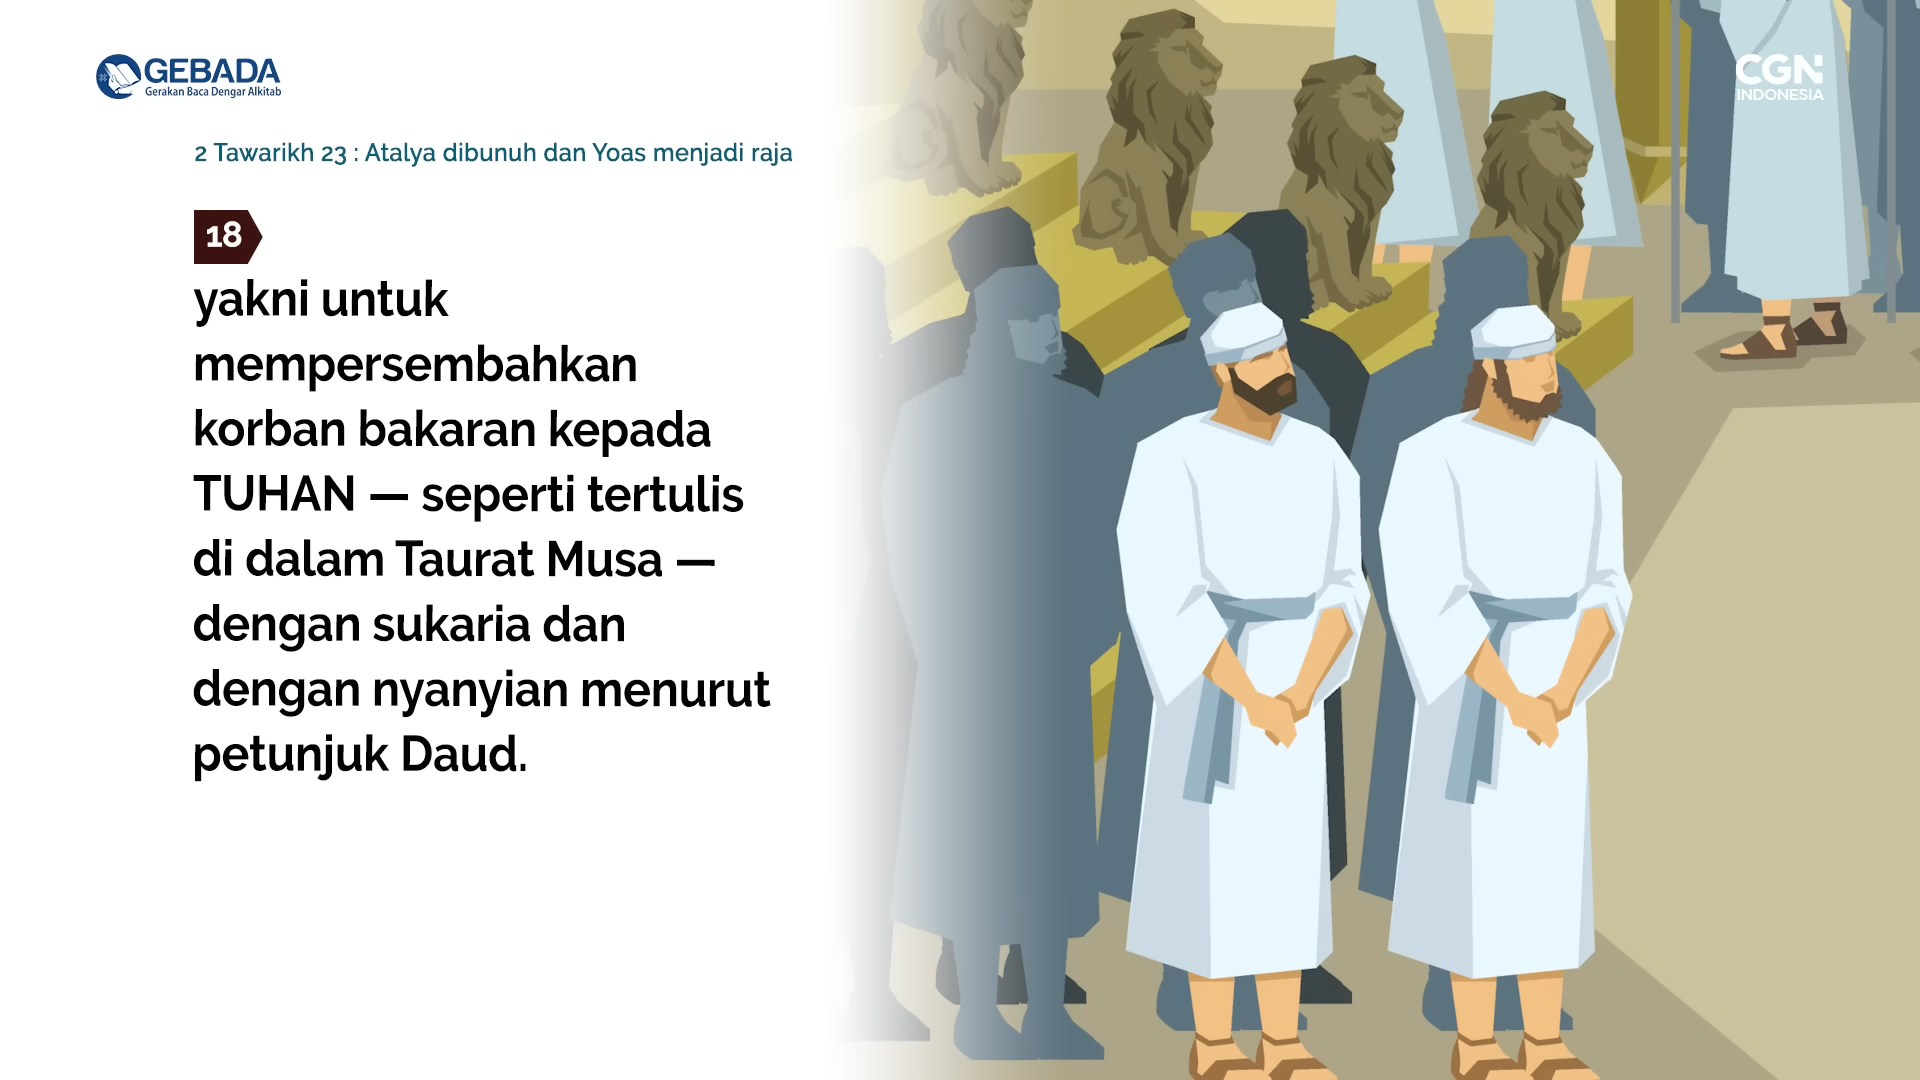 GEBADA
Gerakan Baca Dengar Alkitab
CGN
INDONESIA
2 Tawarikh 23 : Atalya dibunuh dan Yoas menjadi raja
18
yakni untuk
mempersembahkan
korban bakaran kepada
TUHAN — seperti tertulis
di dalam Taurat Musa —
dengan sukaria dan
dengan nyanyian menurut
petunjuk Daud.